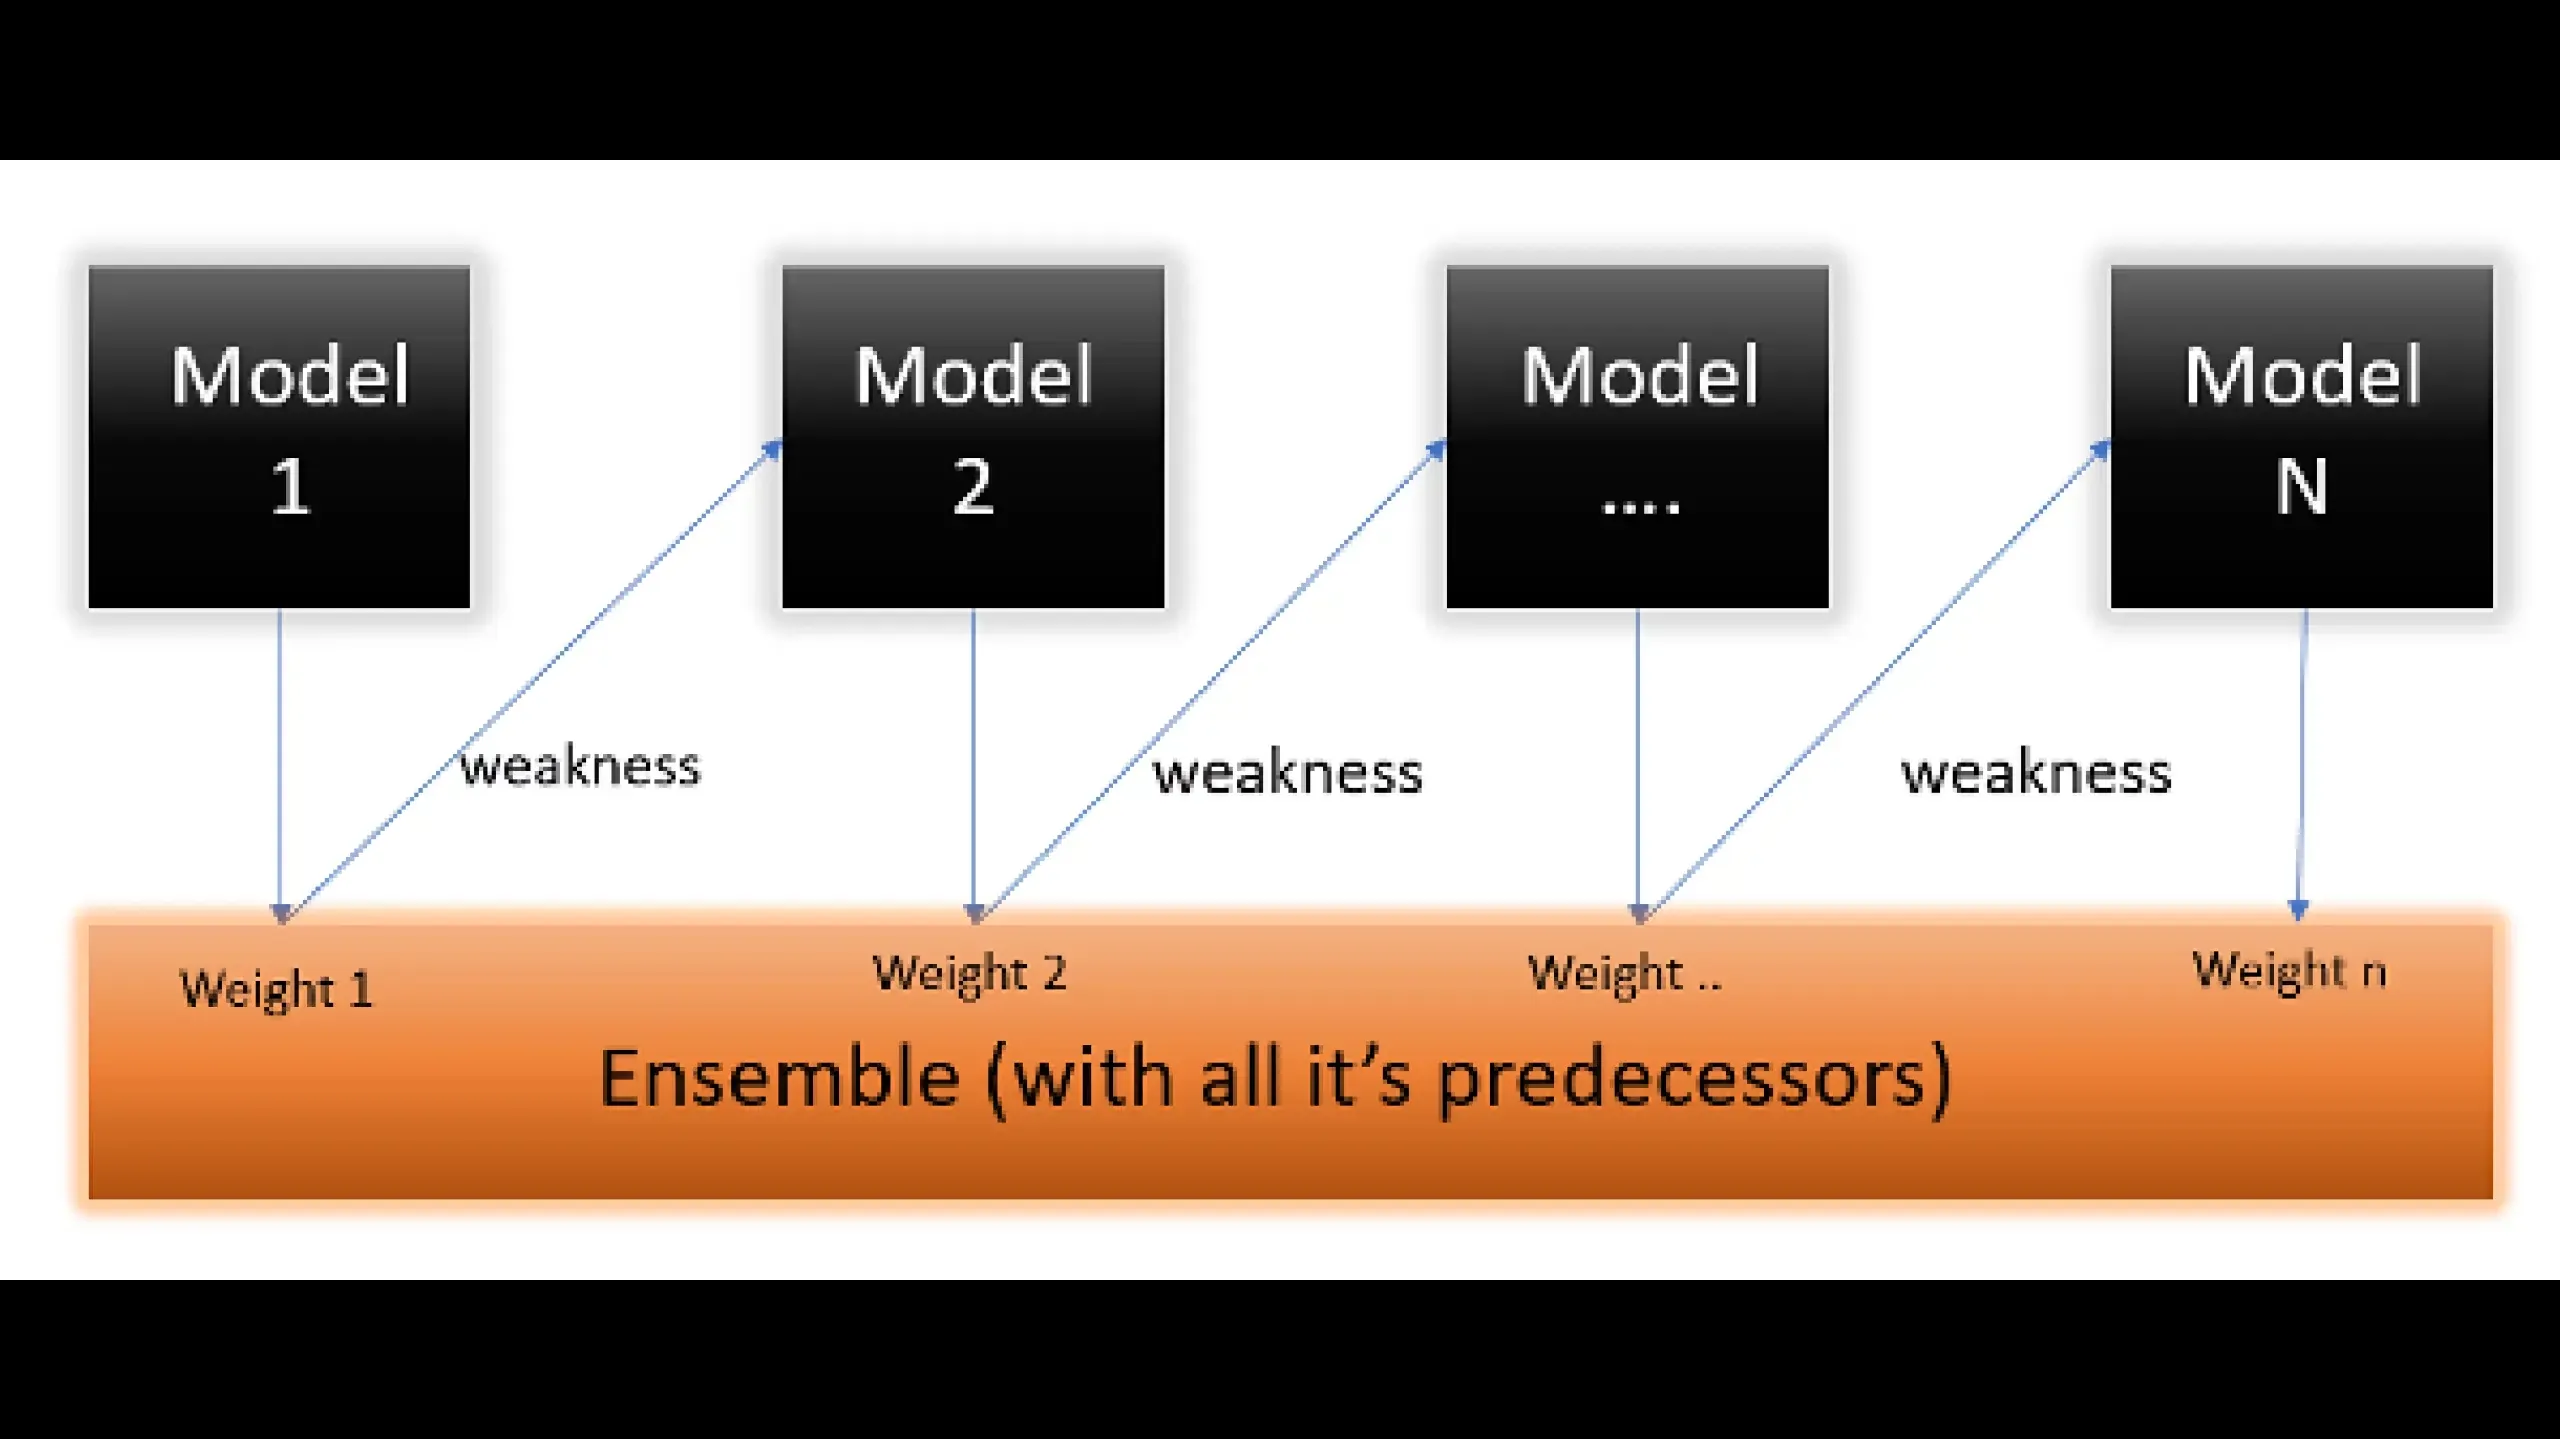 Model
1
Model
2
Model
....
Model
N
weakness
weakness
weakness
Weight 1
Weight 2
Weight ..
Weight n
Ensemble (with all it’s predecessors)